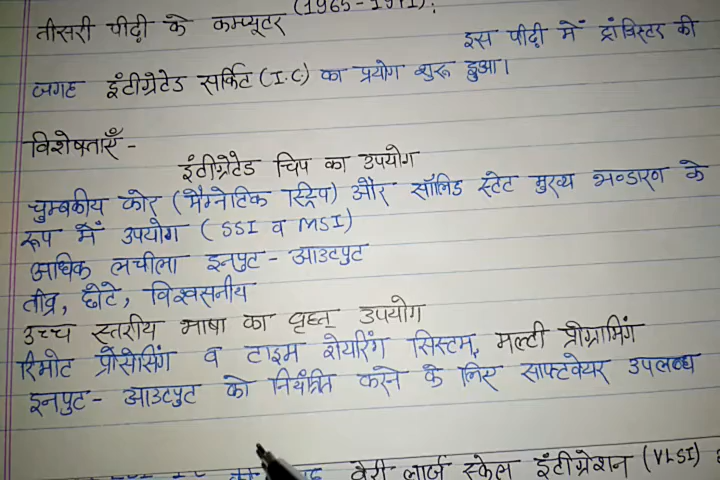 तीसरी पीढ़ी के कम्प्यूटर (1965-1971):
इस पीढ़ी में ट्रांजिस्टर की
जगह इंटीग्रेटेड सर्किट (I.C) का प्रयोग शुरू हुआ।
विशेषताएँ -
इंटीग्रेटेड चिप का उपयोग
चुम्बकीय कोर (मैग्नेटिक स्ट्रिप) और सॉलिड स्टेट मुख्य भण्डारण के
रूप में उपयोग (SSI व MSI)
अधिक लचीला इनपुट - आउटपुट
तीव्र, छोटे, विश्वसनीय
उच्च स्तरीय भाषा का वृहत् उपयोग
रिमोट प्रोसेसिंग व टाइम शेयरिंग सिस्टम, मल्टी प्रोग्रामिंग
इनपुट - आउटपुट को नियंत्रित करने के लिए साफ्टवेयर उपलब्ध
वेरी लार्ज स्केल इंटीग्रेशन (VLSI)